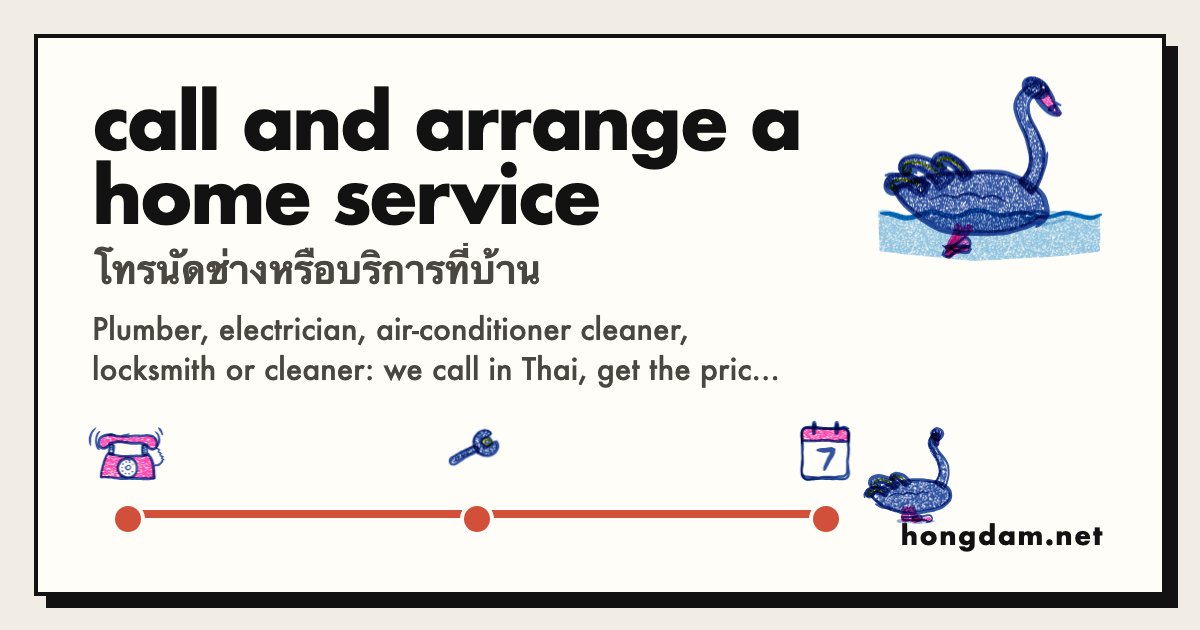 call and arrange a
home service
โทรนัดช่างหรือบริการที่บ้าน
Plumber, electrician, air-conditioner cleaner,
locksmith or cleaner: we call in Thai, get the pric...
7
hongdam.net